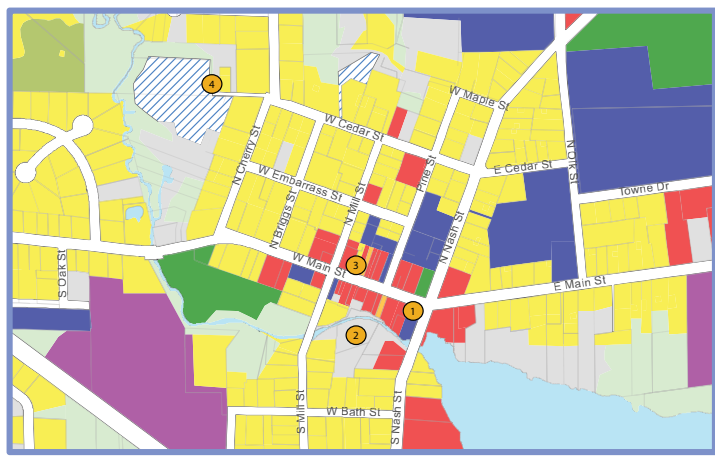 4
W Maple St
W Cedar St
N Cherry St
N Olk St
Pine St
E Cedar St
W Embarrass St
Towne Dr
N Mill St
N Briggs St
N Nash St
S Oak St
W Main St
3
E Main St
1
2
S Mill St
W Bath St
S Nash St